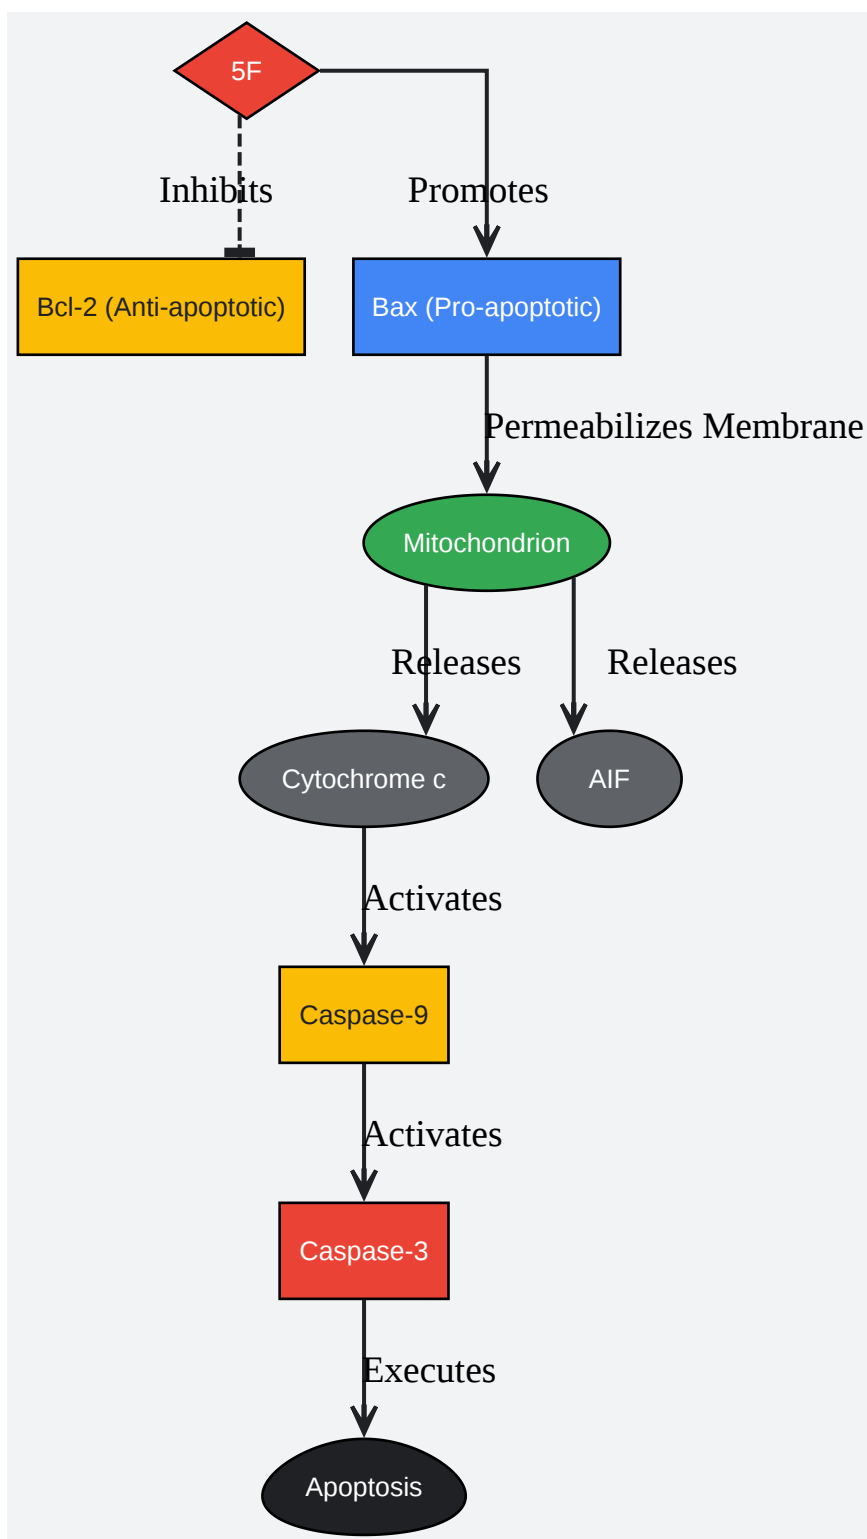 5F
Inhibits
Promotes
Bcl-2 (Anti-apoptotic)
Bax (Pro-apoptotic)
Permeabilizes Membrane
Mitochondrion
Releases
Releases
Cytochrome c
AIF
Activates
Caspase-9
Activates
Caspase-3
Executes
Apoptosis